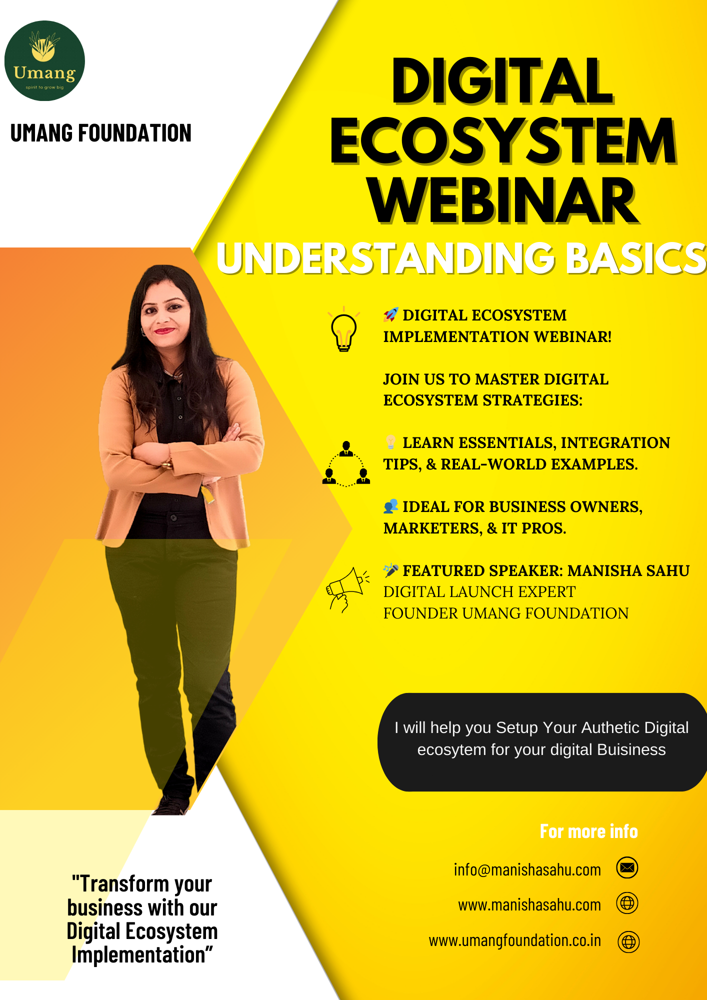 Umang
spirit to grow big
UMANG FOUNDATION
DIGITAL
ECOSYSTEM
WEBINAR
UNDERSTANDING BASICS
🚀 DIGITAL ECOSYSTEM
IMPLEMENTATION WEBINAR!
JOIN US TO MASTER DIGITAL
ECOSYSTEM STRATEGIES:
💡 LEARN ESSENTIALS, INTEGRATION
TIPS, & REAL-WORLD EXAMPLES.
👥 IDEAL FOR BUSINESS OWNERS,
MARKETERS, & IT PROS.
🎤 FEATURED SPEAKER: MANISHA SAHU
DIGITAL LAUNCH EXPERT
FOUNDER UMANG FOUNDATION
I will help you Setup Your Authetic Digital
ecosytem for your digital Buisiness
For more info
info@manishasahu.com
www.manishasahu.com
www.umangfoundation.co.in
"Transform your
business with our
Digital Ecosystem
Implementation”